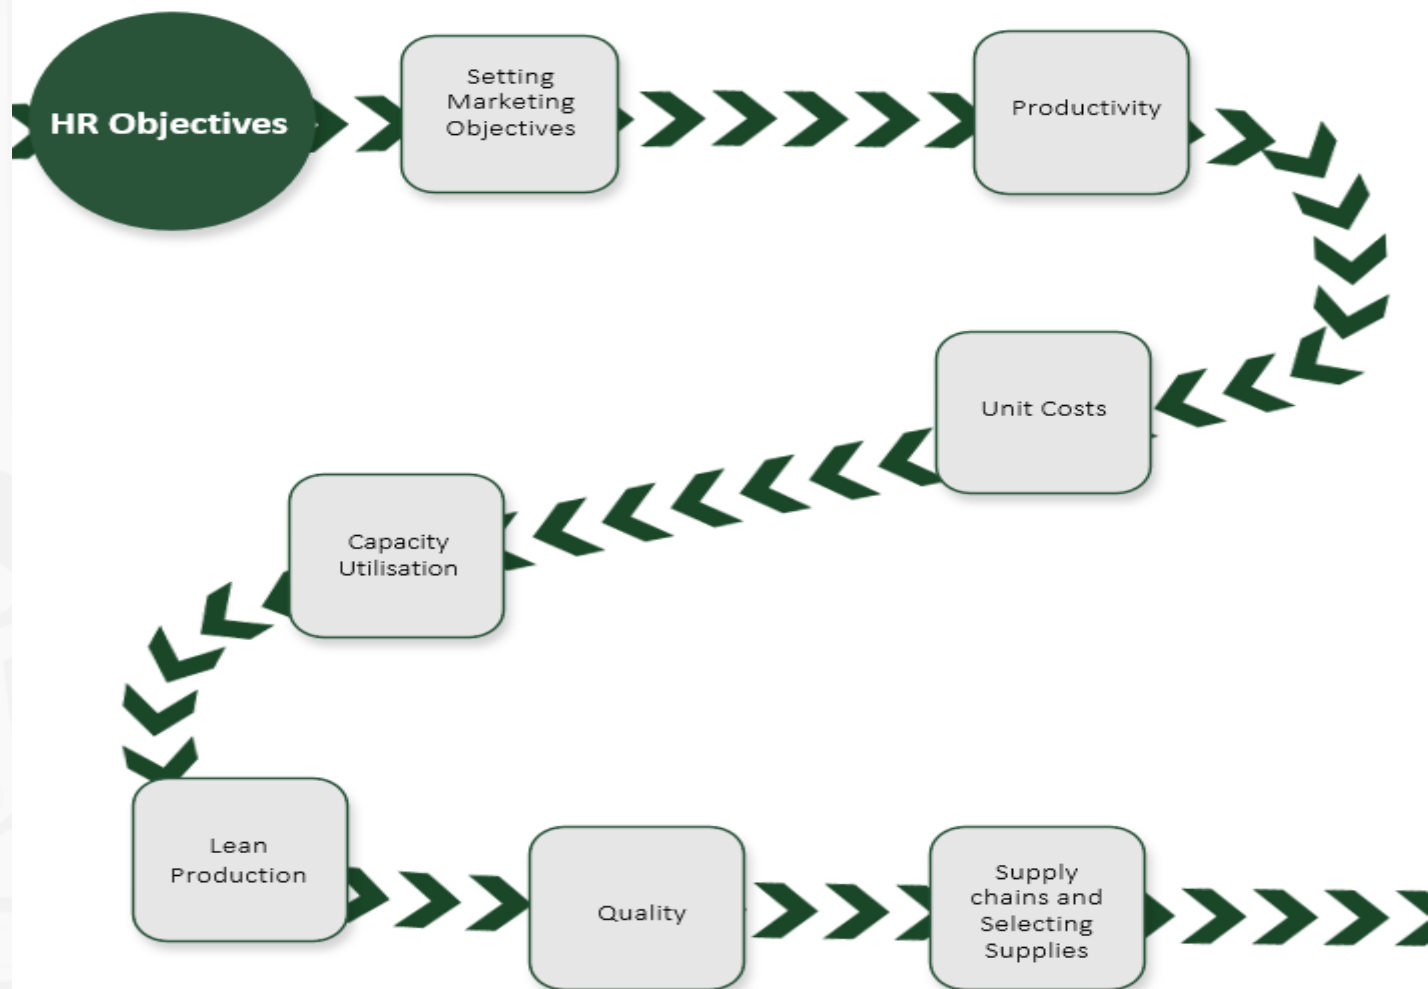 HR Objectives
Setting
Marketing
Objectives
Productivity
Unit Costs
Capacity
Utilisation
Lean
Production
Quality
Supply
chains and
Selecting
Supplies